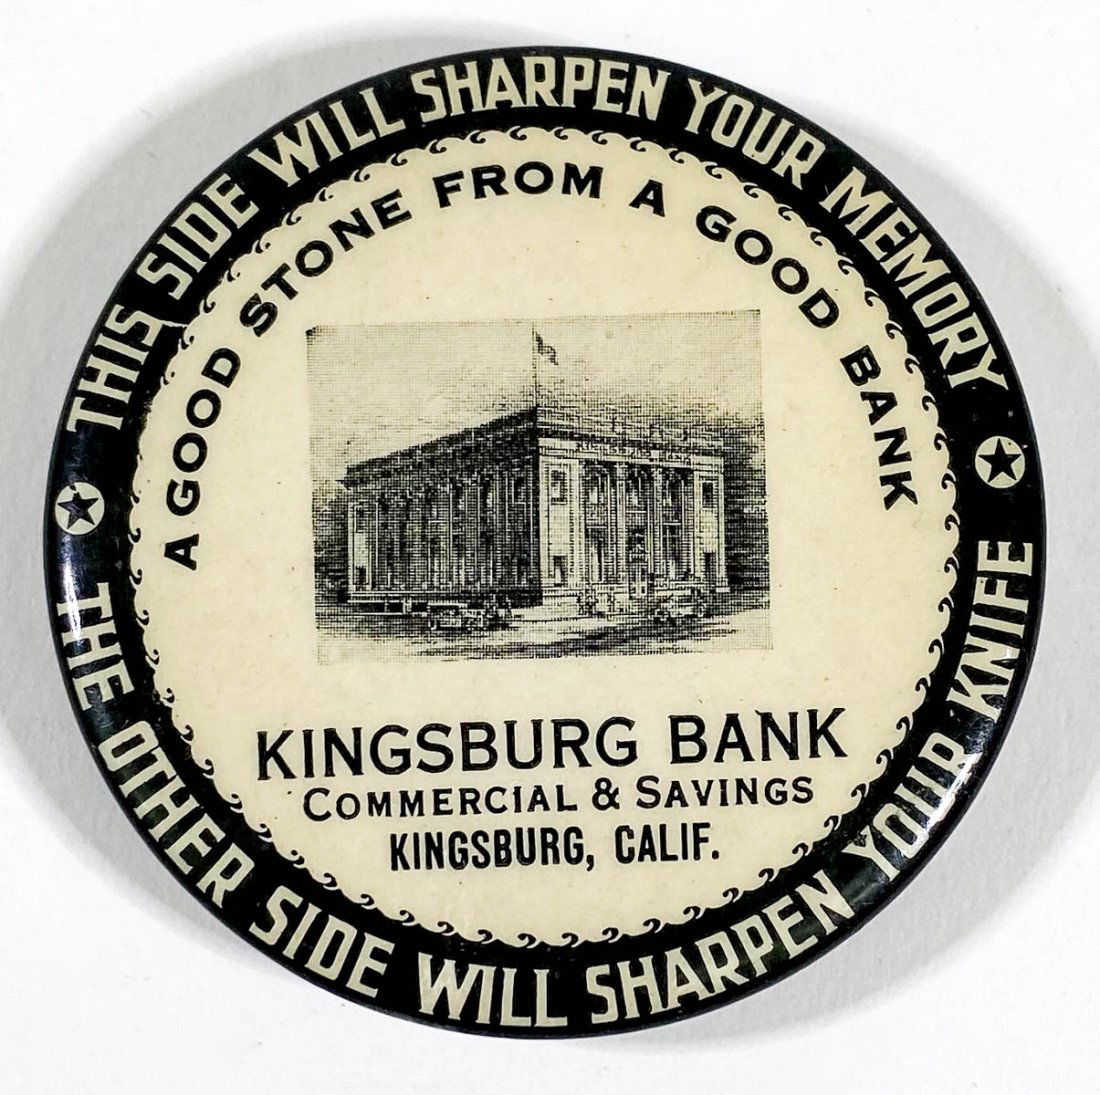 THIS SIDE WILL SHARPEN YOUR MEMORY
THE OTHER SIDE WILL SHARPEN YOUR KNIFE
A GOOD STONE FROM A GOOD BANK
KINGSBURG BANK
COMMERCIAL & SAVINGS
KINGSBURG, CALIF.